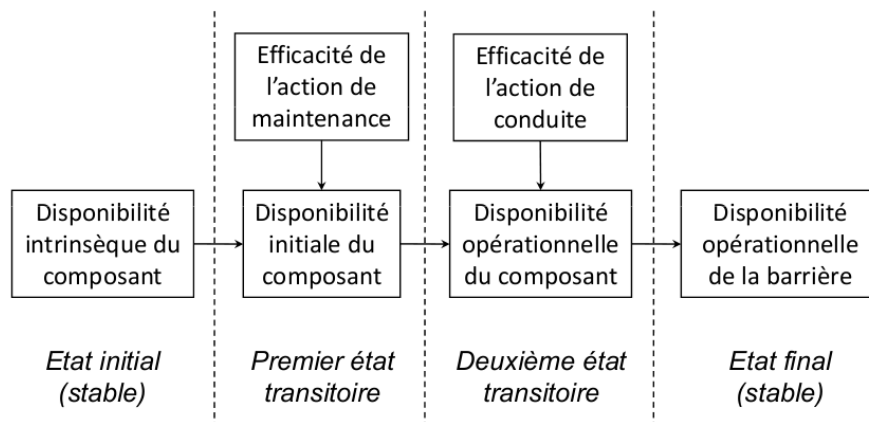 Efficacité de
l’action de
maintenance
Efficacité de
l’action de
conduite
Disponibilité
intrinsèque du
composant
Disponibilité
initiale du
composant
Disponibilité
opérationnelle
du composant
Disponibilité
opérationnelle
de la barrière
Etat initial
(stable)
Premier état
transitoire
Deuxième état
transitoire
Etat final
(stable)